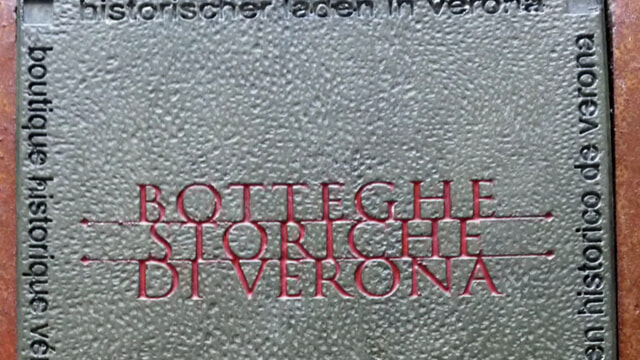 historischer laden in verona
boutique historique
BOTTEGHE
STORICHE
DI VERONA
historico de verona